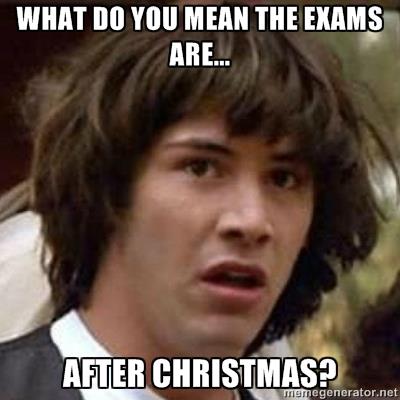 WHAT DO YOU MEAN THE EXAMS
ARE...
AFTER CHRISTMAS?
memegenerator.net